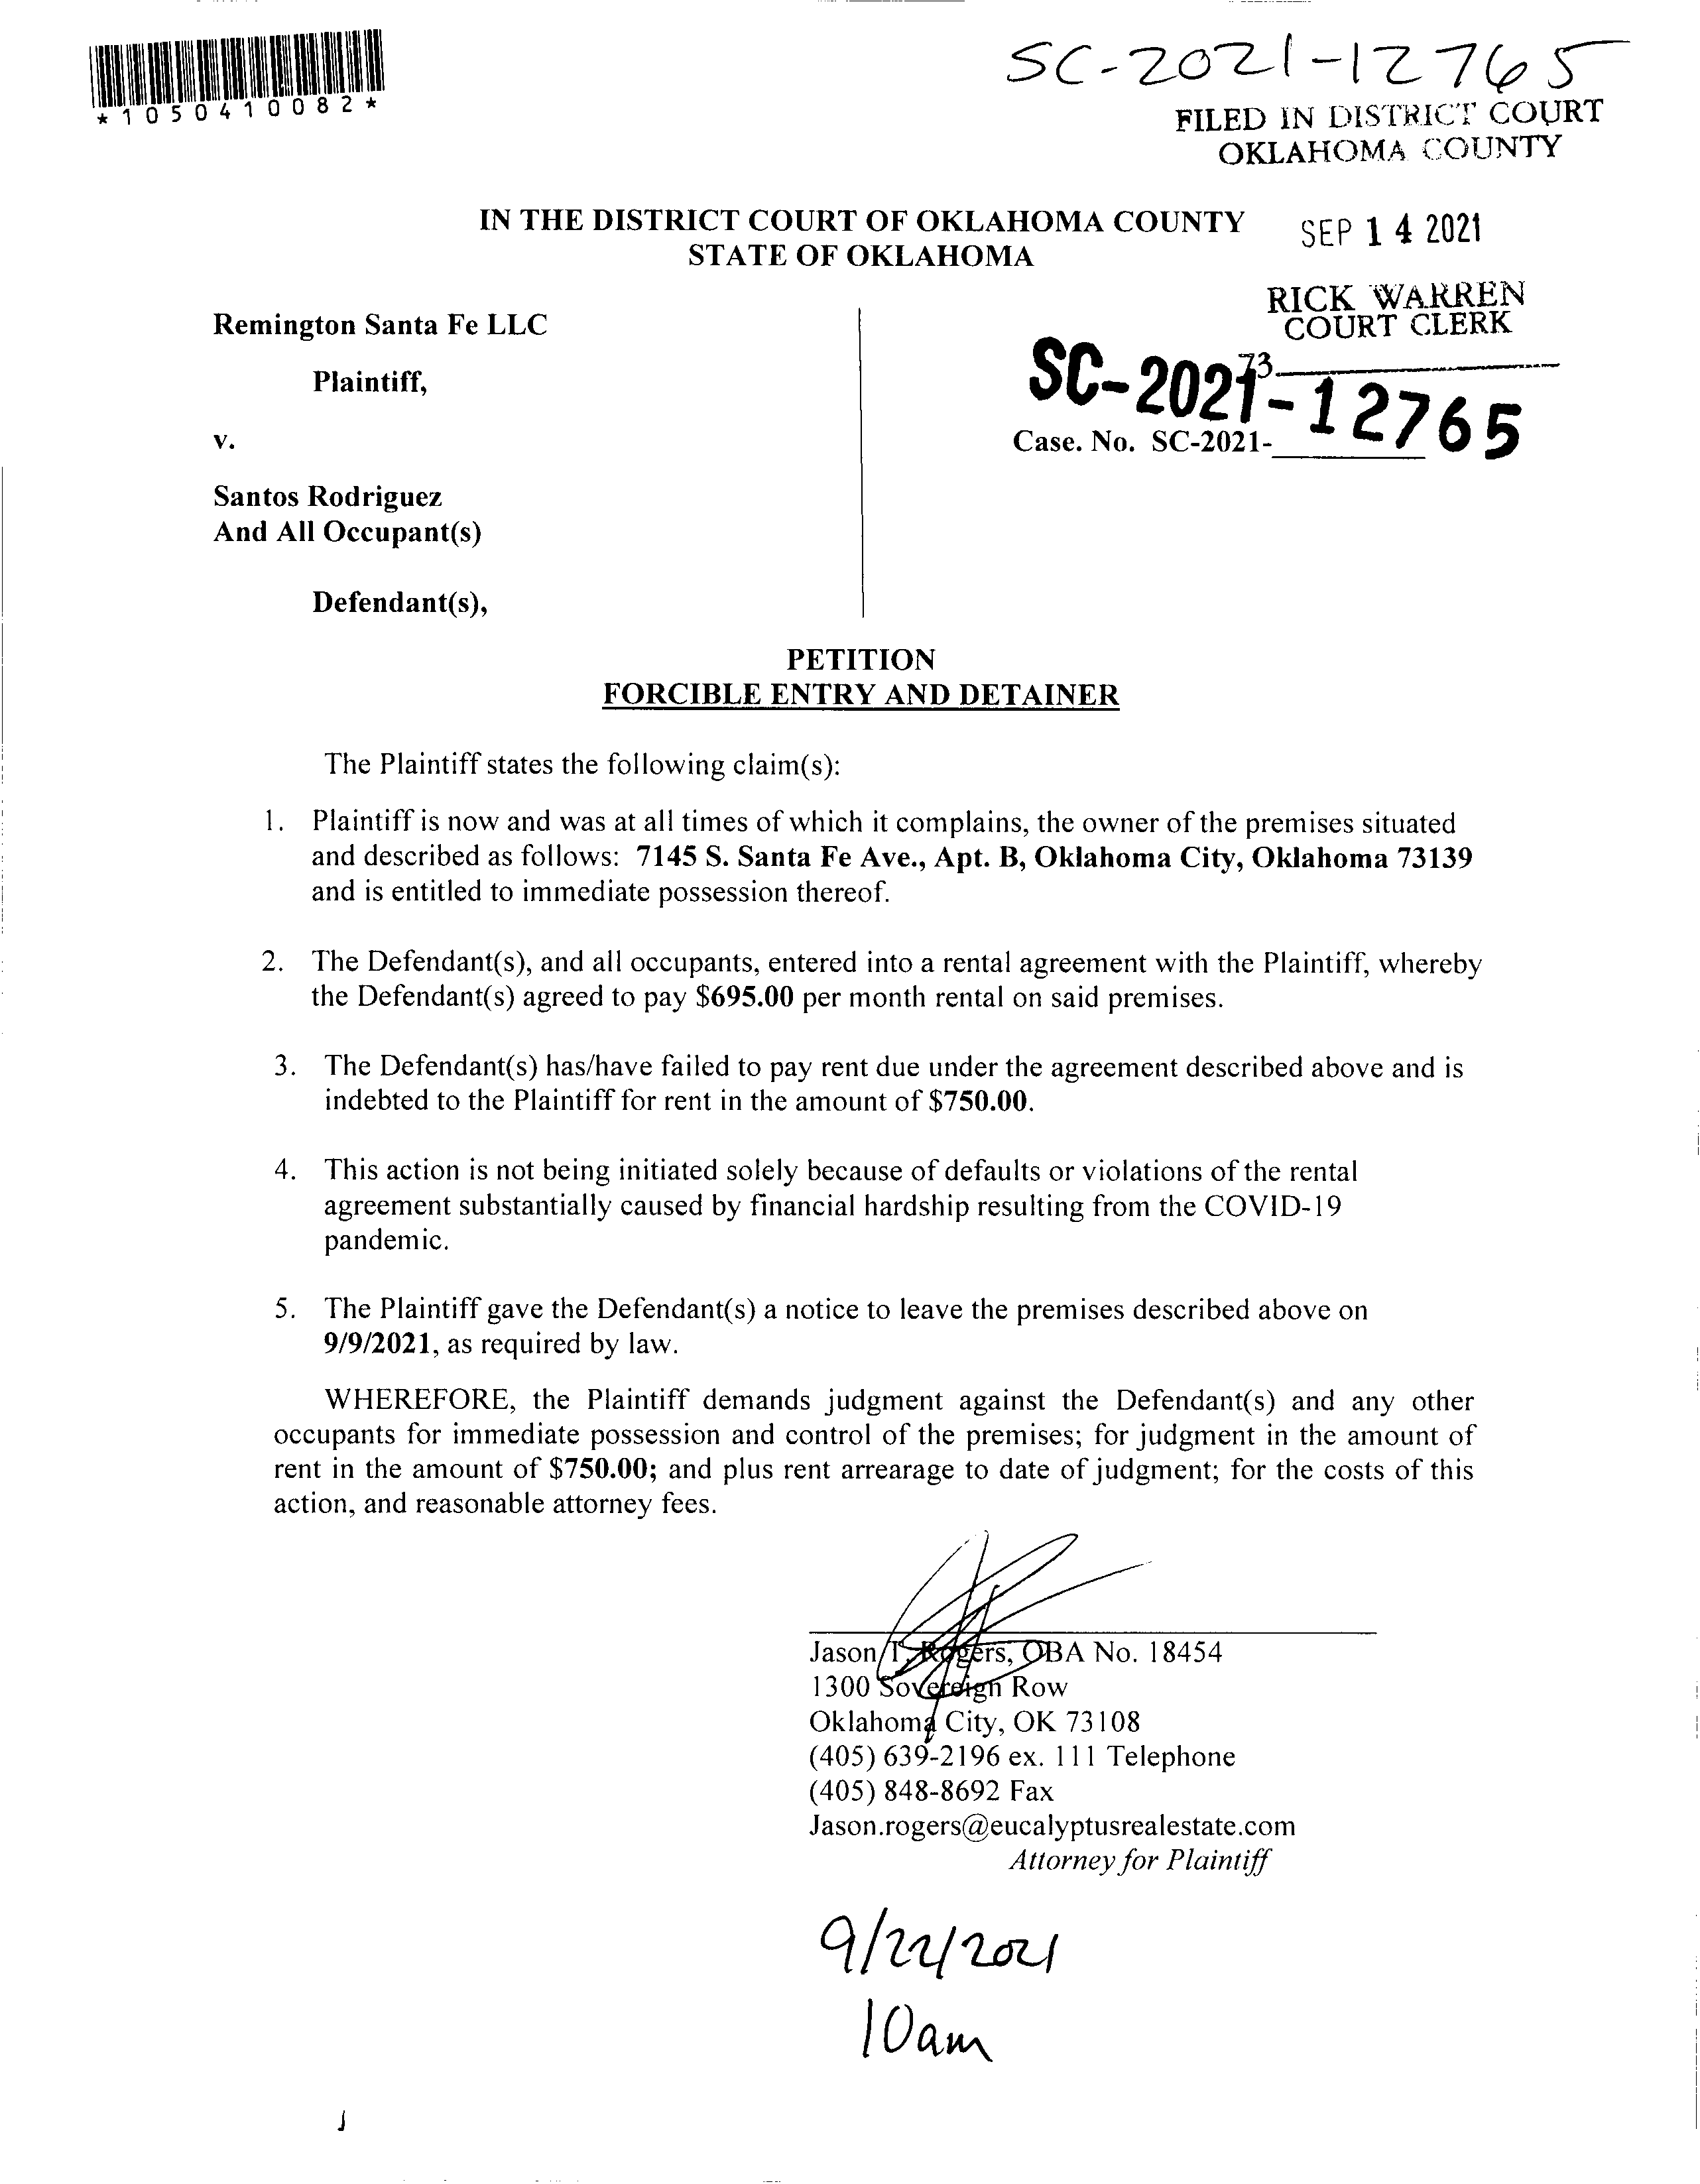 *1050410082*
SC-2021-12765
FILED IN DISTRICT COURT
OKLAHOMA COUNTY
IN THE DISTRICT COURT OF OKLAHOMA COUNTY
STATE OF OKLAHOMA
SEP 14 2021
RICK WARREN
COURT CLERK
73
Remington Santa Fe LLC
Plaintiff,
SC-2021-12765
v.
Case. No. SC-2021-
Santos Rodriguez
And All Occupant(s)
Defendant(s),
PETITION
FORCIBLE ENTRY AND DETAINER
The Plaintiff states the following claim(s):
1. Plaintiff is now and was at all times of which it complains, the owner of the premises situated
and described as follows: 7145 S. Santa Fe Ave., Apt. B, Oklahoma City, Oklahoma 73139
and is entitled to immediate possession thereof.
2. The Defendant(s), and all occupants, entered into a rental agreement with the Plaintiff, whereby
the Defendant(s) agreed to pay $695.00 per month rental on said premises.
3. The Defendant(s) has/have failed to pay rent due under the agreement described above and is
indebted to the Plaintiff for rent in the amount of $750.00.
4. This action is not being initiated solely because of defaults or violations of the rental
agreement substantially caused by financial hardship resulting from the COVID-19
pandemic.
5. The Plaintiff gave the Defendant(s) a notice to leave the premises described above on
9/9/2021, as required by law.
WHEREFORE, the Plaintiff demands judgment against the Defendant(s) and any other
occupants for immediate possession and control of the premises; for judgment in the amount of
rent in the amount of $750.00; and plus rent arrearage to date of judgment; for the costs of this
action, and reasonable attorney fees.
Jason T. Rogers, OBA No. 18454
1300 Sovereign Row
Oklahoma City, OK 73108
(405) 639-2196 ex. 111 Telephone
(405) 848-8692 Fax
Jason.rogers@eucalyptusrealestate.com
Attorney for Plaintiff
9/22/2021
10am